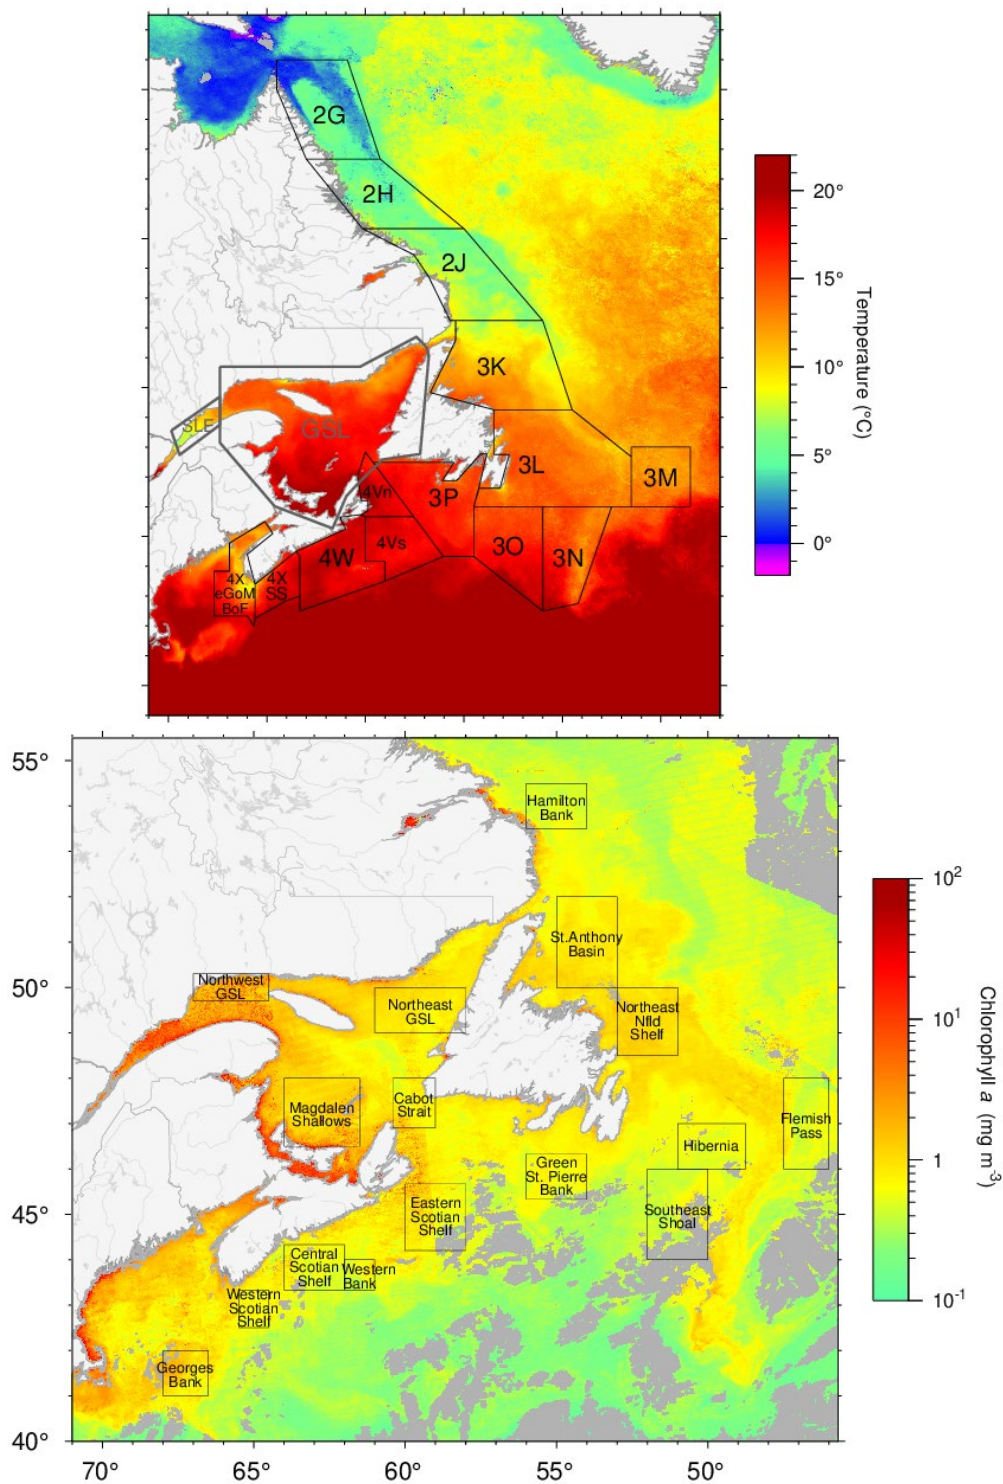 2G
2H
2J
3K
SLE
GSL
3L
3M
4Vn
3P
3O
3N
4Vs
4W
4X
eGoM
BoF
4X
SS
20°
15°
10°
5°
0°
Temperature (°C)
55°
50°
45°
40°
70°
65°
60°
55°
50°
Hamilton
Bank
St.Anthony
Basin
Northwest
GSL
Northeast
GSL
Northeast
Nfld
Shelf
Magdalen
Shallows
Cabot
Strait
Flemish
Pass
Hibernia
Green
St. Pierre
Bank
Eastern
Scotian
Shelf
Southeast
Shoal
Central
Scotian
Shelf
Western
Bank
Western
Scotian
Shelf
Georges
Bank
10²
10¹
1
10⁻¹
Chlorophyll a (mg m⁻³)